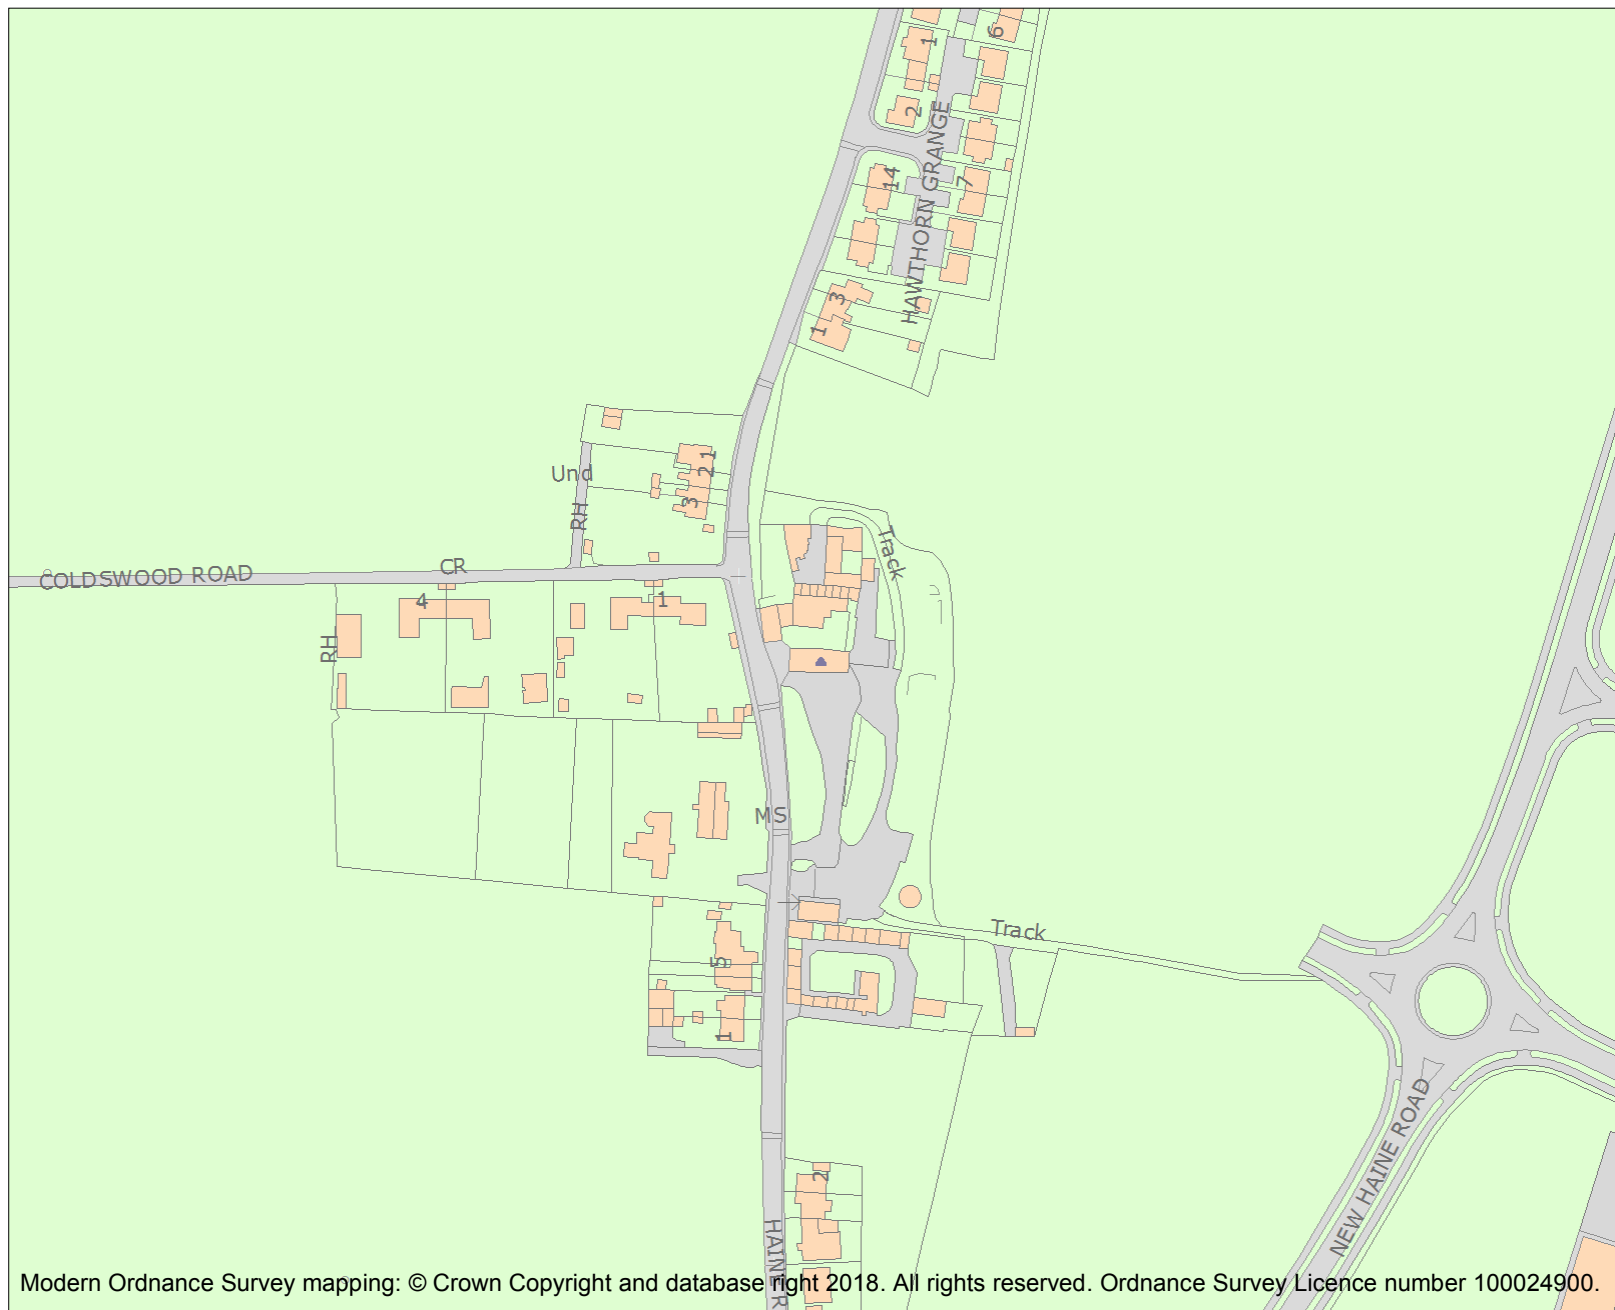 1
6
2
HAWTHORN GRANGE
14
7
3
1
1
2
3
Und
RH
Track
COLDSWOOD ROAD
CR
4
1
RH
MS
Track
5
1
NEW HAINE ROAD
2
HAINE R
Modern Ordnance Survey mapping: © Crown Copyright and database right 2018. All rights reserved. Ordnance Survey Licence number 100024900.